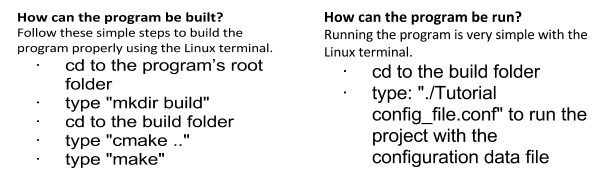 How can the program be built?
Follow these simple steps to build the
program properly using the Linux terminal.
· cd to the program's root
folder
· type "mkdir build"
· cd to the build folder
· type "cmake .."
· type "make"
How can the program be run?
Running the program is very simple with the
Linux terminal.
· cd to the build folder
· type: "./Tutorial
config_file.conf" to run the
project with the
configuration data file